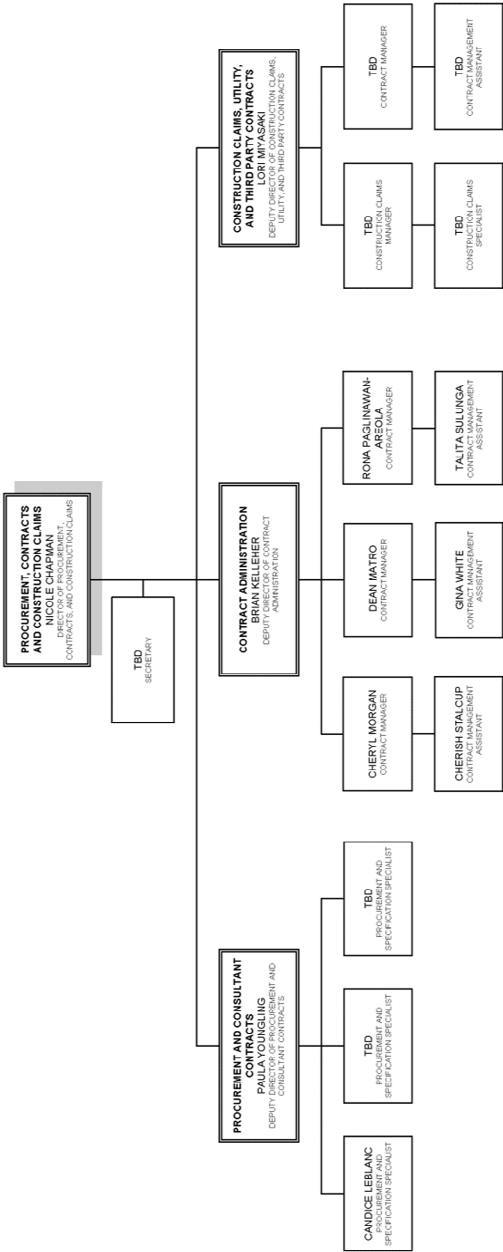 PROCUREMENT, CONTRACTS
AND CONSTRUCTION CLAIMS
NICOLE CHAPMAN
DIRECTOR OF PROCUREMENT,
CONTRACTS, AND CONSTRUCTION CLAIMS
TBD
SECRETARY
PROCUREMENT AND CONSULTANT
CONTRACTS
PAULA YOUNGLING
DEPUTY DIRECTOR OF PROCUREMENT AND
CONSULTANT CONTRACTS
CONTRACT ADMINISTRATION
BRIAN KELLEHER
DEPUTY DIRECTOR OF CONTRACT
ADMINISTRATION
CONSTRUCTION CLAIMS, UTILITY,
AND THIRD PARTY CONTRACTS
LORI MIYASAKI
DEPUTY DIRECTOR OF CONSTRUCTION CLAIMS,
UTILITY, AND THIRD PARTY CONTRACTS
CANDICE LEBLANC
PROCUREMENT AND
SPECIFICATION SPECIALIST
TBD
PROCUREMENT AND
SPECIFICATION SPECIALIST
TBD
PROCUREMENT AND
SPECIFICATION SPECIALIST
CHERYL MORGAN
CONTRACT MANAGER
DEAN MATRO
CONTRACT MANAGER
RONA PAGLINAWAN-
AREOLA
CONTRACT MANAGER
TBD
CONSTRUCTION CLAIMS
MANAGER
TBD
CONTRACT MANAGER
CHERISH STALCUP
CONTRACT MANAGEMENT
ASSISTANT
GINA WHITE
CONTRACT MANAGEMENT
ASSISTANT
TALITA SULUNGA
CONTRACT MANAGEMENT
ASSISTANT
TBD
CONSTRUCTION CLAIMS
SPECIALIST
TBD
CONTRACT MANAGEMENT
ASSISTANT